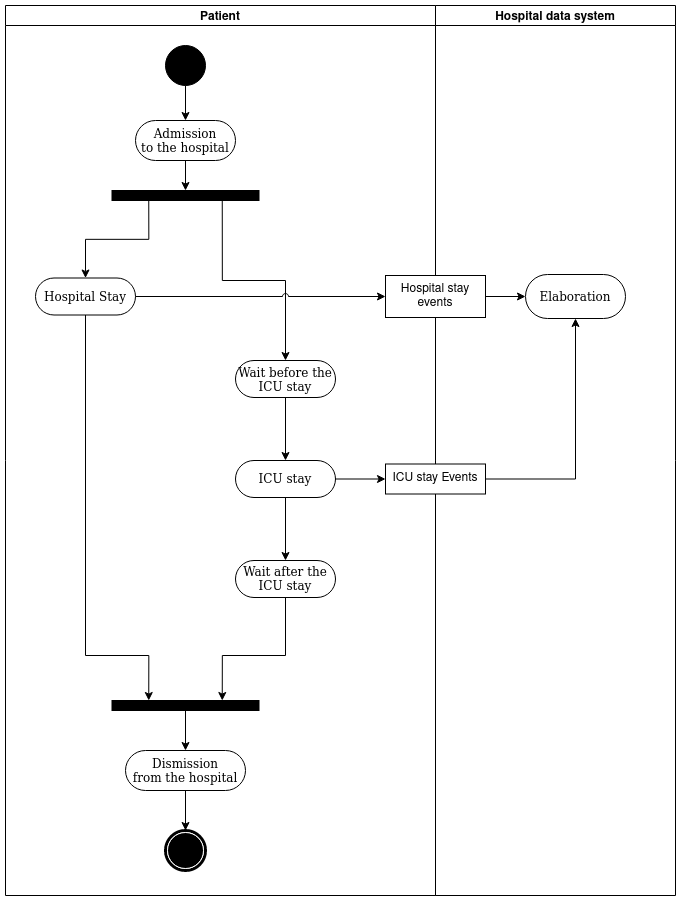 Patient
Hospital data system
Admission
to the hospital
Hospital Stay
Hospital stay
events
Elaboration
Wait before the
ICU stay
ICU stay
ICU stay Events
Wait after the
ICU stay
Dismission
from the hospital